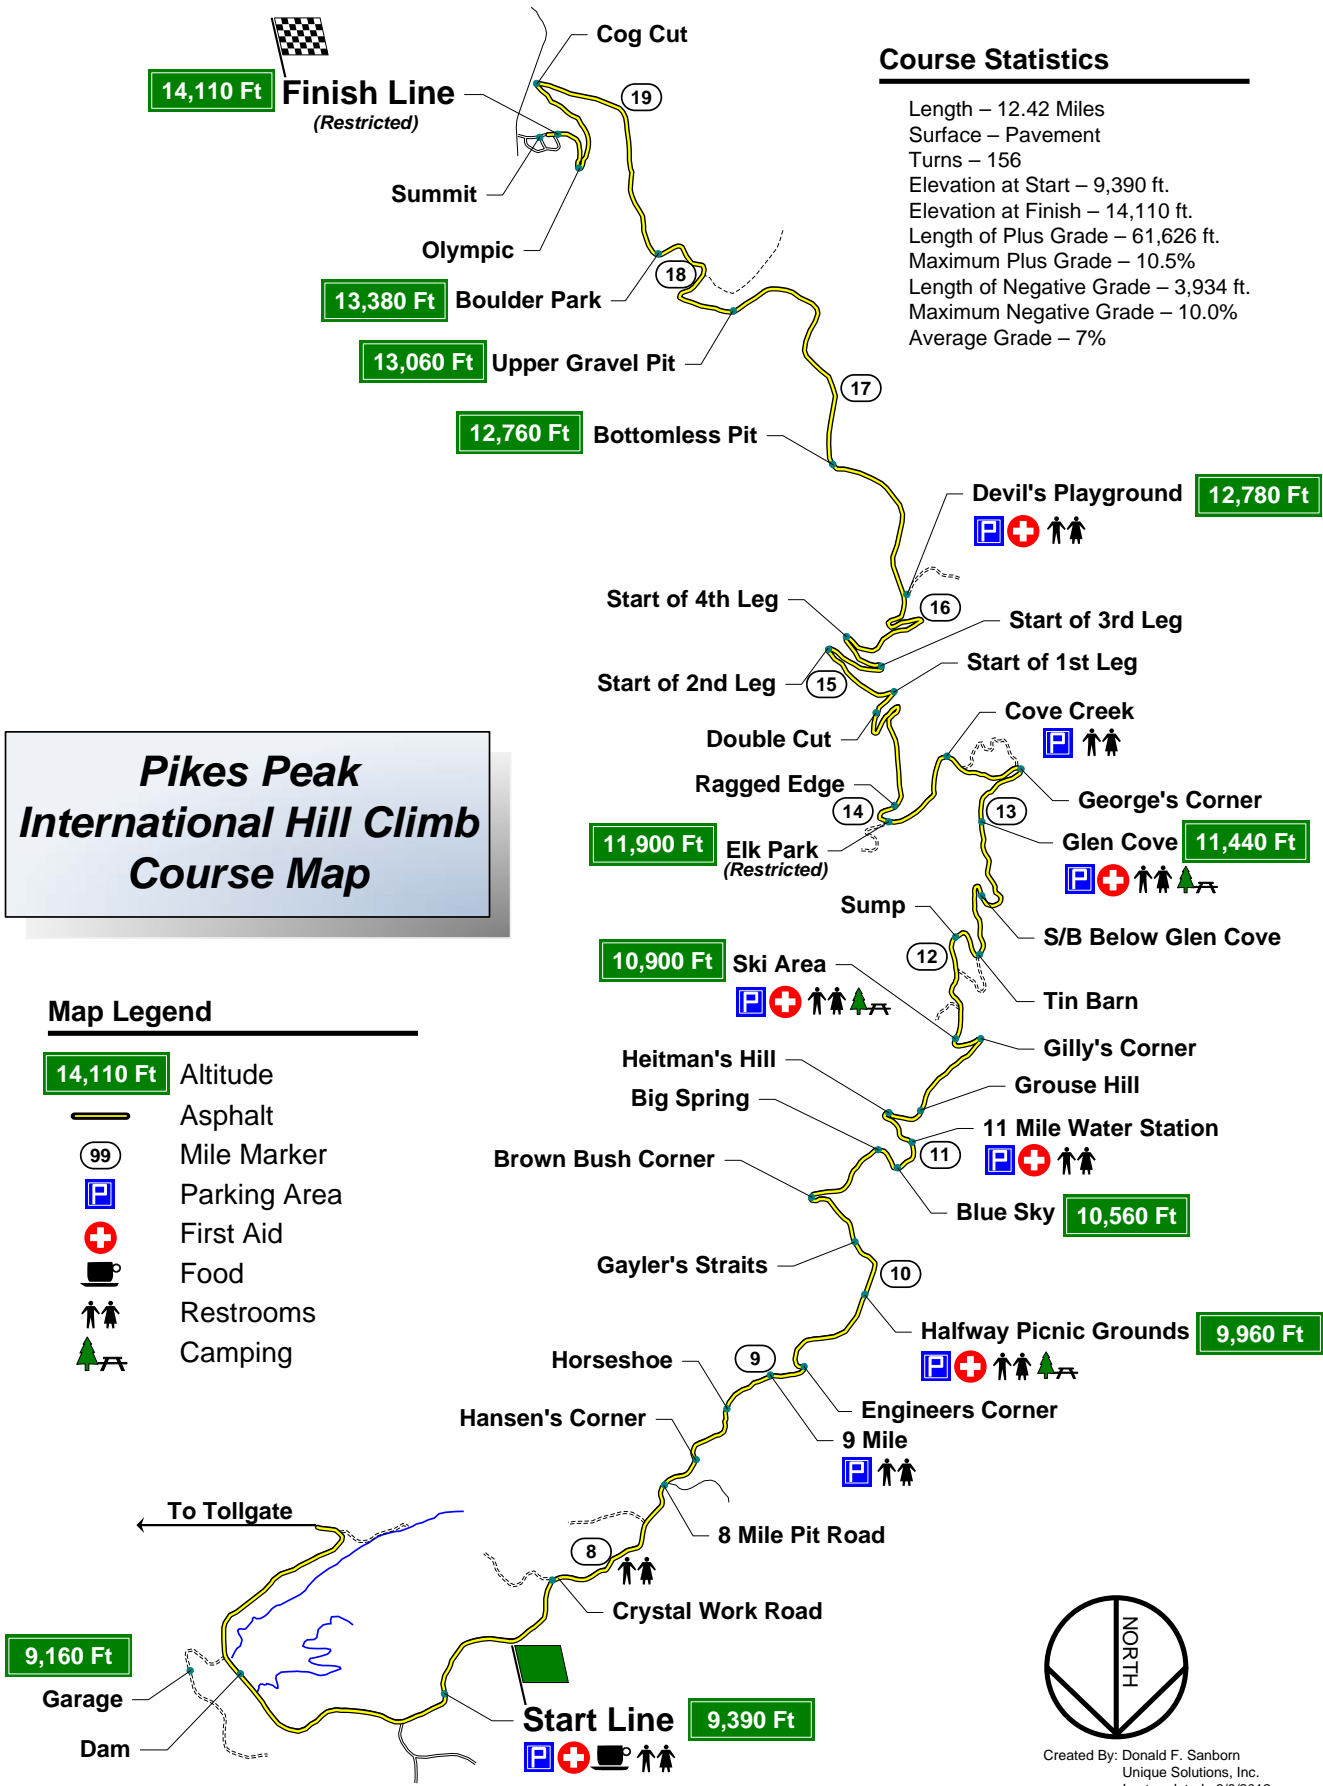 Cog Cut
Course Statistics
14,110 Ft Finish Line
(Restricted)
19
Length – 12.42 Miles
Surface – Pavement
Turns – 156
Elevation at Start – 9,390 ft.
Elevation at Finish – 14,110 ft.
Length of Plus Grade – 61,626 ft.
Maximum Plus Grade – 10.5%
Length of Negative Grade – 3,934 ft.
Maximum Negative Grade – 10.0%
Average Grade – 7%
Summit
Olympic
18
13,380 Ft Boulder Park
13,060 Ft Upper Gravel Pit
17
12,760 Ft Bottomless Pit
Devil's Playground 12,780 Ft
Start of 4th Leg
16
Start of 3rd Leg
Start of 1st Leg
Start of 2nd Leg
15
Cove Creek
Double Cut
Ragged Edge
George's Corner
14
13
11,900 Ft Elk Park
(Restricted)
Glen Cove 11,440 Ft
Pikes Peak
International Hill Climb
Course Map
Sump
S/B Below Glen Cove
12
10,900 Ft Ski Area
Tin Barn
Map Legend
14,110 Ft Altitude
Asphalt
99 Mile Marker
P Parking Area
First Aid
Food
Restrooms
Camping
Gilly's Corner
Heitman's Hill
Grouse Hill
Big Spring
11 Mile Water Station
11
Brown Bush Corner
Blue Sky 10,560 Ft
Gayler's Straits
10
Halfway Picnic Grounds 9,960 Ft
Horseshoe
9
Engineers Corner
Hansen's Corner
9 Mile
To Tollgate
8 Mile Pit Road
8
Crystal Work Road
9,160 Ft
Garage
Dam
Start Line 9,390 Ft
NORTH
Created By: Donald F. Sanborn
Unique Solutions, Inc.